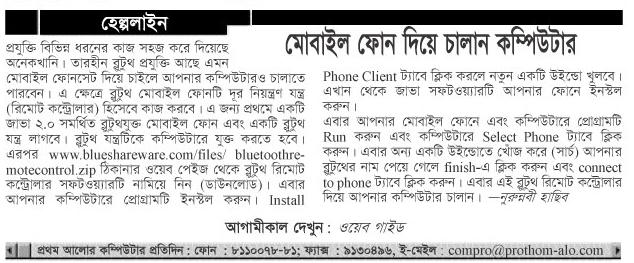 হেল্পলাইন
মোবাইল ফোন দিয়ে চালান কম্পিউটার
প্রযুক্তি বিভিন্ন ধরনের কাজ সহজ করে দিয়েছে
অনেকখানি। তারহীন ব্লুটুথ প্রযুক্তি আছে এমন
মোবাইল ফোনসেট দিয়ে চাইলে আপনার কম্পিউটারও চালাতে
পারবেন। এ ক্ষেত্রে ব্লুটুথ মোবাইল ফোনটি দূর নিয়ন্ত্রণ যন্ত্র
(রিমোট কন্ট্রোলার) হিসেবে কাজ করবে। এ জন্য প্রথমে একটি
জাভা ২.০ সমর্থিত ব্লুটুথযুক্ত মোবাইল ফোন এবং একটি ব্লুটুথ
যন্ত্র লাগবে। ব্লুটুথ যন্ত্রটিকে কম্পিউটারে যুক্ত করতে হবে।
এরপর www.blueshareware.com/files/ bluetoothre-
motecontrol.zip ঠিকানার ওয়েব পেইজ থেকে ব্লুটুথ রিমোট
কন্ট্রোলার সফটওয়্যারটি নামিয়ে নিন (ডাউনলোড)। এবার
আপনার কম্পিউটারে প্রোগ্রামটি ইনস্টল করুন। Install
Phone Client ট্যাবে ক্লিক করলে নতুন একটি উইন্ডো খুলবে।
এখান থেকে জাভা সফটওয়্যারটি আপনার ফোনে ইনস্টল
করুন।
এবার আপনার মোবাইল ফোনে এবং কম্পিউটারে প্রোগ্রামটি
Run করুন এবং কম্পিউটারে Select Phone ট্যাবে ক্লিক
করুন। এবার অন্য একটি উইন্ডোতে খোঁজ করে (সার্চ) আপনার
ব্লুটুথের নাম পেয়ে গেলে finish-এ ক্লিক করুন এবং connect
to phone ট্যাবে ক্লিক করুন। এবার এই ব্লুটুথ রিমোট কন্ট্রোলার
দিয়ে আপনার কম্পিউটার চালান। —নুরুন্নবী হাছিব
আগামীকাল দেখুন : ওয়েব গাইড
প্রথম আলোর কম্পিউটার প্রতিদিন : ফোন : ৮১১০০৭৮-৮১; ফ্যাক্স : ৯১৩০৪৯৬, ই-মেইল : compro@prothom-alo.com